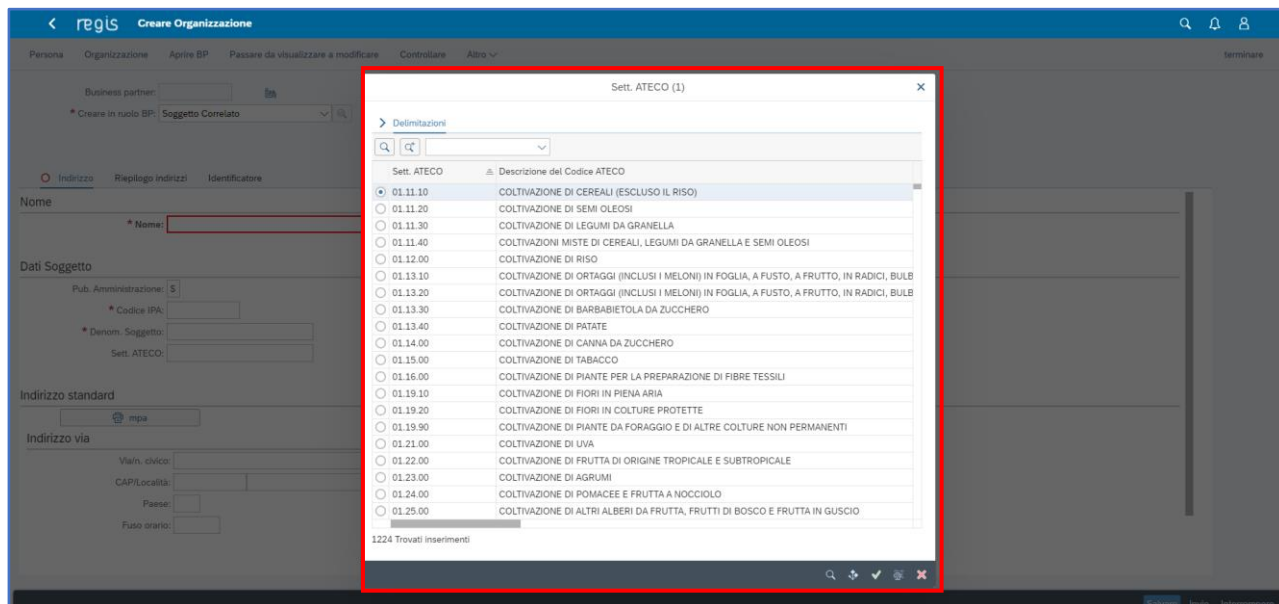 regis Creare Organizzazione
Persona Organizzazione Aprire BP Passare da visualizzare a modificare Controllare Altro terminare
Business partner:
* Creare in ruolo BP: Soggetto Correlato
Indirizzo Riepilogo indirizzi Identificatore
Nome
* Nome:
Dati Soggetto
Pub. Amministrazione: S
* Codice IPA:
* Denom. Soggetto:
Sett. ATECO:
Indirizzo standard
mpa
Indirizzo via
Via/n. civico:
CAP/Località:
Paese:
Fuso orario:
Sett. ATECO (1)
Delimitazioni
Sett. ATECO Descrizione del Codice ATECO
01.11.10 COLTIVAZIONE DI CEREALI (ESCLUSO IL RISO)
01.11.20 COLTIVAZIONE DI SEMI OLEOSI
01.11.30 COLTIVAZIONE DI LEGUMI DA GRANELLA
01.11.40 COLTIVAZIONI MISTE DI CEREALI, LEGUMI DA GRANELLA E SEMI OLEOSI
01.12.00 COLTIVAZIONE DI RISO
01.13.10 COLTIVAZIONE DI ORTAGGI (INCLUSI I MELONI) IN FOGLIA, A FUSTO, A FRUTTO, IN RADICI, BULB
01.13.20 COLTIVAZIONE DI ORTAGGI (INCLUSI I MELONI) IN FOGLIA, A FUSTO, A FRUTTO, IN RADICI, BULB
01.13.30 COLTIVAZIONE DI BARBABIETOLA DA ZUCCHERO
01.13.40 COLTIVAZIONE DI PATATE
01.14.00 COLTIVAZIONE DI CANNA DA ZUCCHERO
01.15.00 COLTIVAZIONE DI TABACCO
01.16.00 COLTIVAZIONE DI PIANTE PER LA PREPARAZIONE DI FIBRE TESSILI
01.19.10 COLTIVAZIONE DI FIORI IN PIENA ARIA
01.19.20 COLTIVAZIONE DI FIORI IN COLTURE PROTETTE
01.19.90 COLTIVAZIONE DI PIANTE DA FORAGGIO E DI ALTRE COLTURE NON PERMANENTI
01.21.00 COLTIVAZIONE DI UVA
01.22.00 COLTIVAZIONE DI FRUTTA DI ORIGINE TROPICALE E SUBTROPICALE
01.23.00 COLTIVAZIONE DI AGRUMI
01.24.00 COLTIVAZIONE DI POMACEE E FRUTTA A NOCCIOLO
01.25.00 COLTIVAZIONE DI ALTRI ALBERI DA FRUTTA, FRUTTI DI BOSCO E FRUTTA IN GUSCIO
1224 Trovati inserimenti